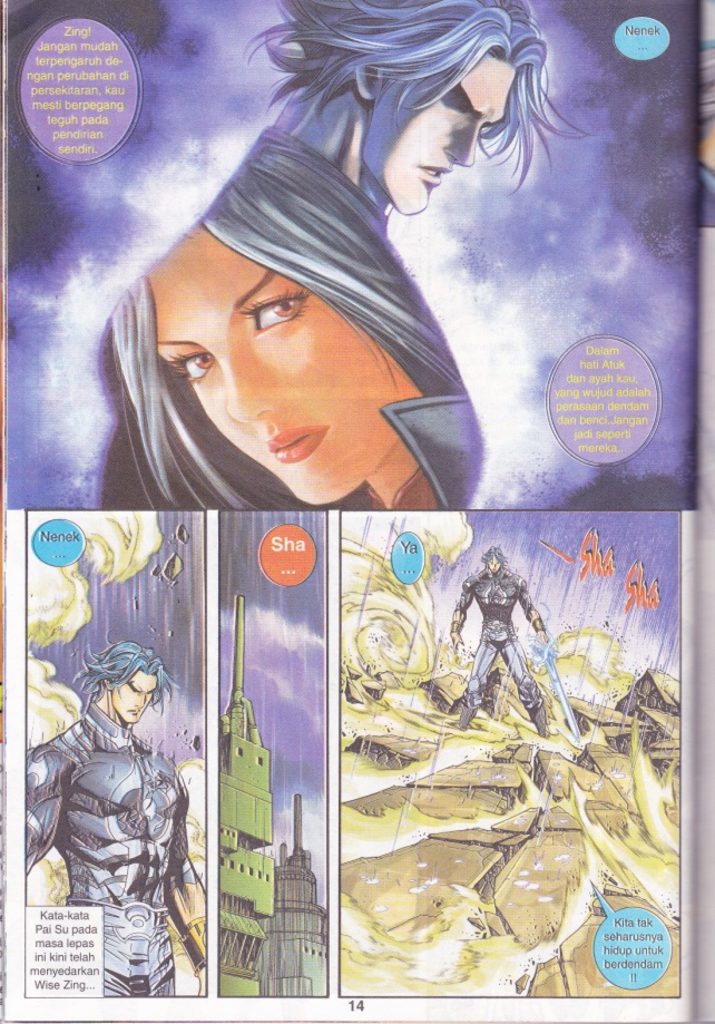 Zing!
Jangan mudah
terpengaruh de-
ngan perubahan di
persekitaran, kau
mesti berpegang
teguh pada
pendirian
sendiri.
Nenek
...
Dalam
hati Atuk
dan ayah kau,
yang wujud adalah
perasaan dendam
dan benci.Jangan
jadi seperti
mereka..
Nenek
...
Kata-kata
Pai Su pada
masa lepas
ini kini telah
menyedarkan
Wise Zing...
Sha
...
Ya
...
Sha
Sha
Kita tak
seharusnya
hidup untuk
berdendam
!!
14